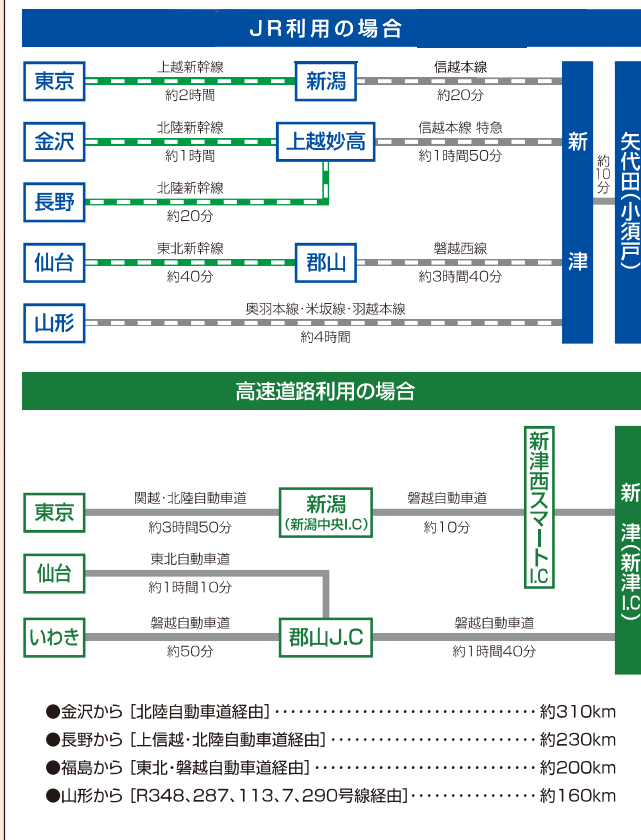 JR利用の場合
東京
上越新幹線
約2時間
新潟
信越本線
約20分
金沢
北陸新幹線
約1時間
上越妙高
信越本線 特急
約1時間50分
長野
北陸新幹線
約20分
仙台
東北新幹線
約40分
郡山
磐越西線
約3時間40分
山形
奥羽本線・米坂線・羽越本線
約4時間
新津
約10分
矢代田(小須戸)
高速道路利用の場合
東京
関越・北陸自動車道
約3時間50分
新潟
(新潟中央I.C)
磐越自動車道
約10分
新津西スマートI.C
仙台
東北自動車道
約1時間10分
いわき
磐越自動車道
約50分
郡山J.C
磐越自動車道
約1時間40分
新津(新津I.C)
●金沢から [北陸自動車道経由]・・・・・・・・・・・・・・・・・・・・・・・・・・・・・・約310km
●長野から [上信越・北陸自動車道経由]・・・・・・・・・・・・・・・・・・・・・・・・約230km
●福島から [東北・磐越自動車道経由]・・・・・・・・・・・・・・・・・・・・・・・・・約200km
●山形から [R348、287、113、7、290号線経由]・・・・・・・・・・・・・・約160km